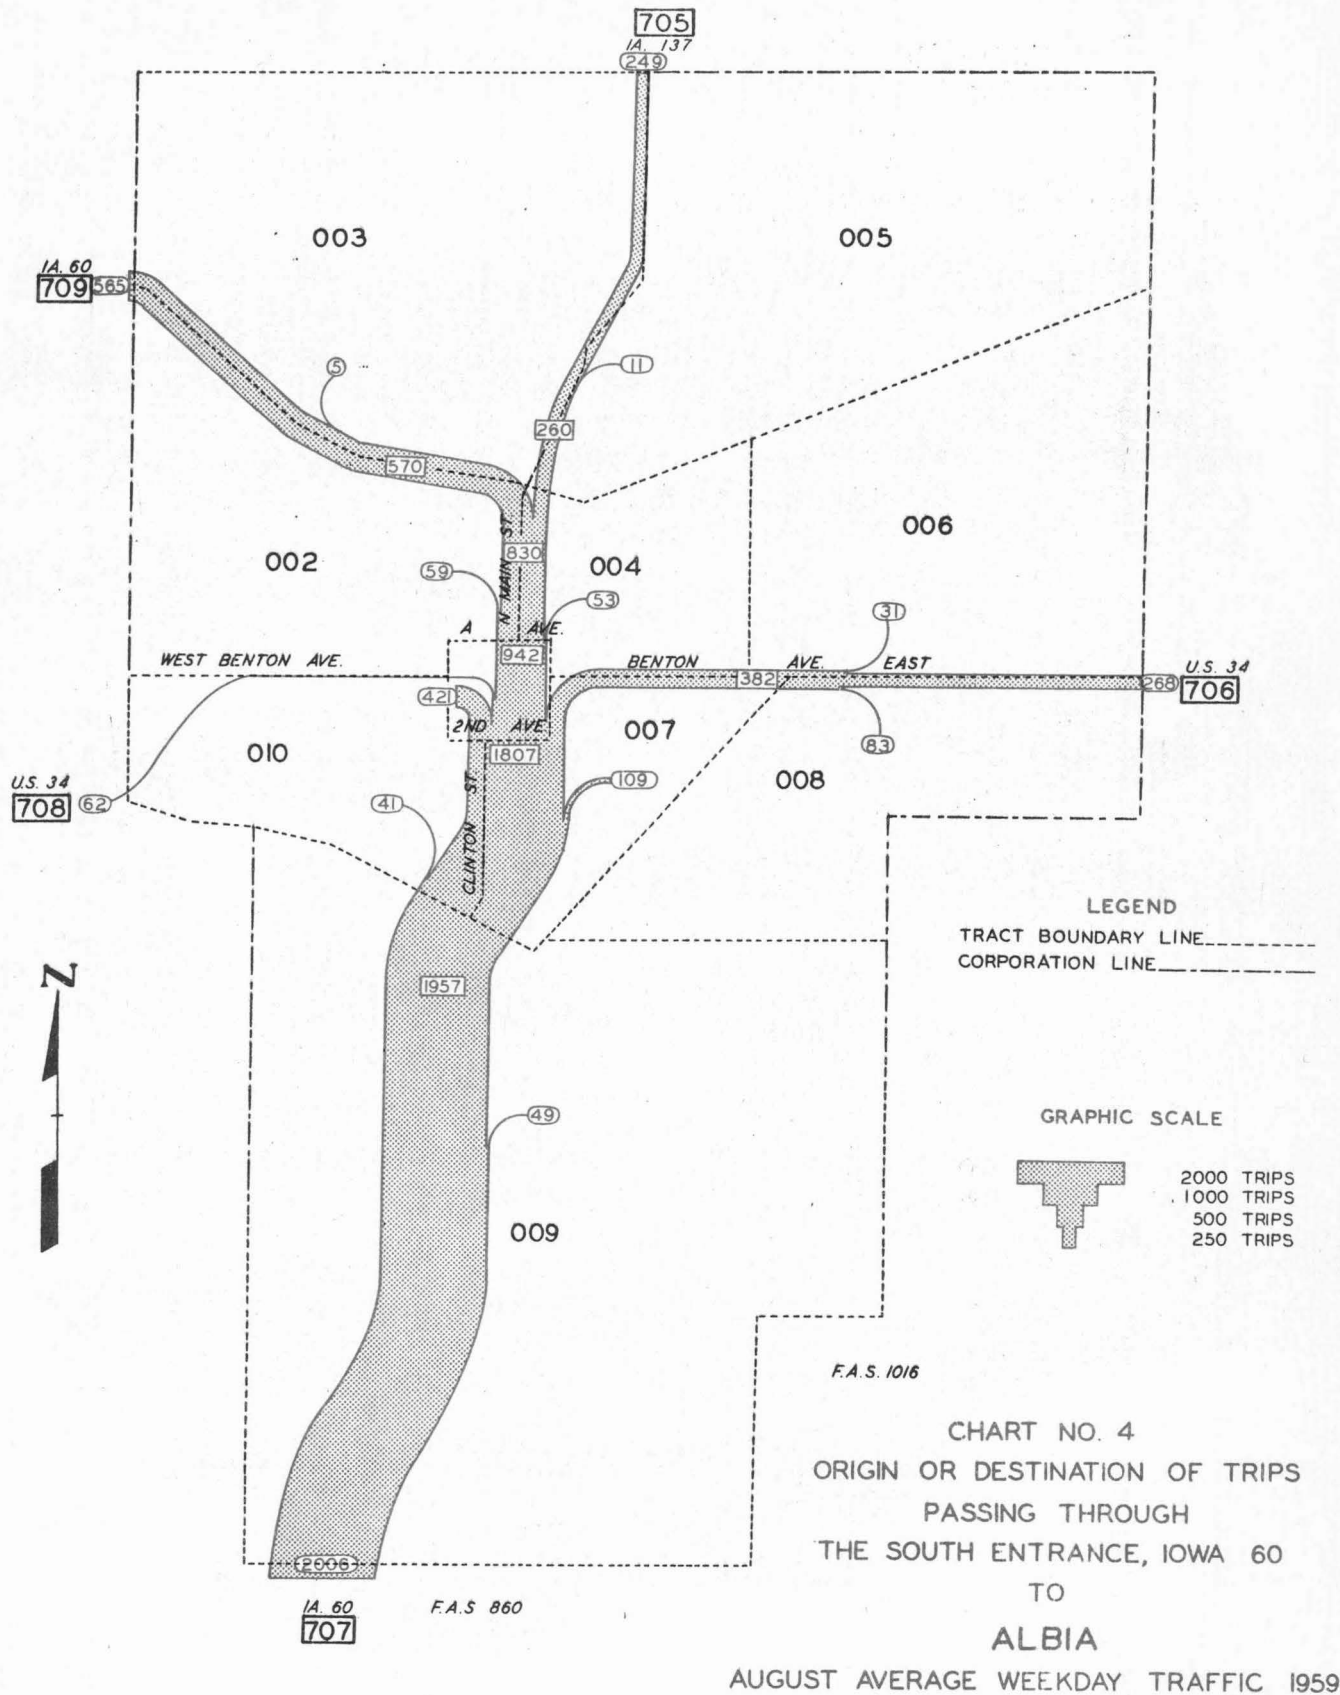 705
IA. 137
249
003
005
IA. 60
709
565
5
11
260
570
002
N MAIN ST
830
004
006
59
53
31
A AVE.
942
WEST BENTON AVE.
BENTON AVE. EAST
382
268
U.S. 34
706
2ND AVE
1807
007
83
010
109
008
U.S. 34
708
62
41
CLINTON ST
LEGEND
TRACT BOUNDARY LINE
CORPORATION LINE
N
1957
49
GRAPHIC SCALE
2000 TRIPS
1000 TRIPS
500 TRIPS
250 TRIPS
009
F.A.S. 1016
CHART NO. 4
ORIGIN OR DESTINATION OF TRIPS
PASSING THROUGH
THE SOUTH ENTRANCE, IOWA 60
TO
ALBIA
AUGUST AVERAGE WEEKDAY TRAFFIC 1959
2006
IA. 60
707
F.A.S 860